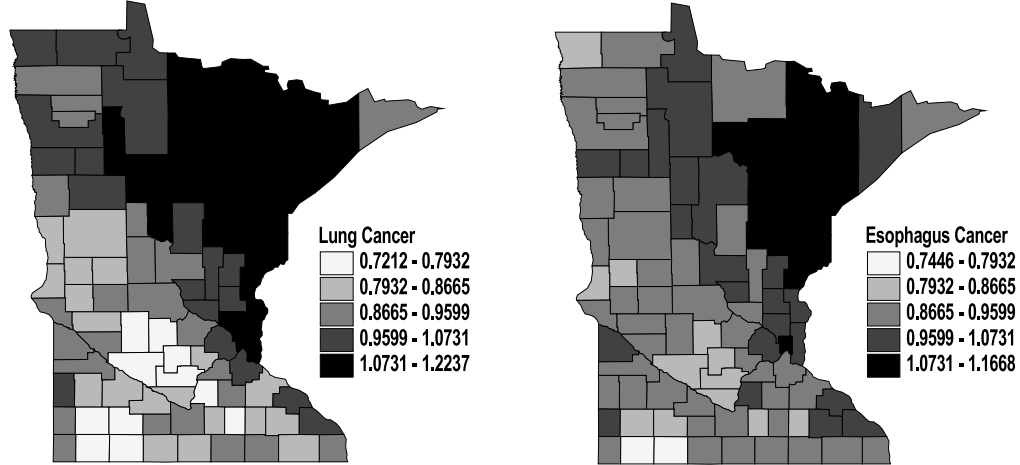 Lung Cancer
0.7212 - 0.7932
0.7932 - 0.8665
0.8665 - 0.9599
0.9599 - 1.0731
1.0731 - 1.2237
Esophagus Cancer
0.7446 - 0.7932
0.7932 - 0.8665
0.8665 - 0.9599
0.9599 - 1.0731
1.0731 - 1.1668